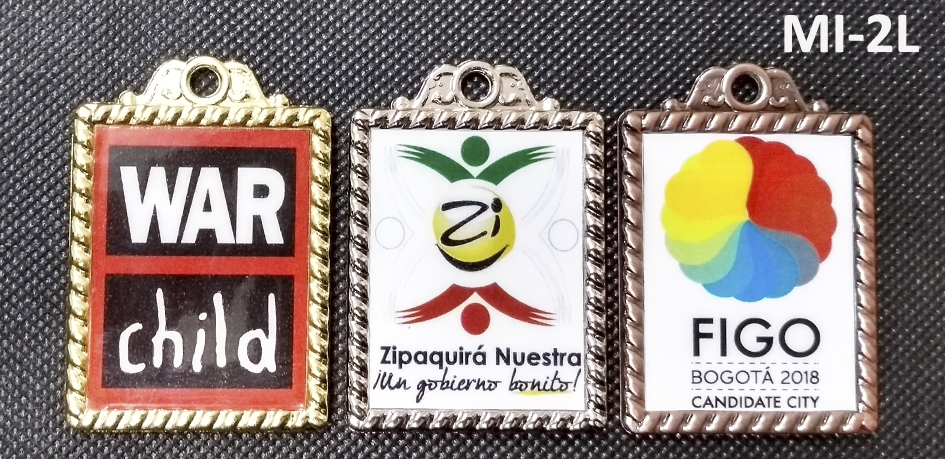 MI-2L
WAR
child
Zi
Zipaquirá Nuestra
¡Un gobierno bonito!
FIGO
BOGOTÁ 2018
CANDIDATE CITY